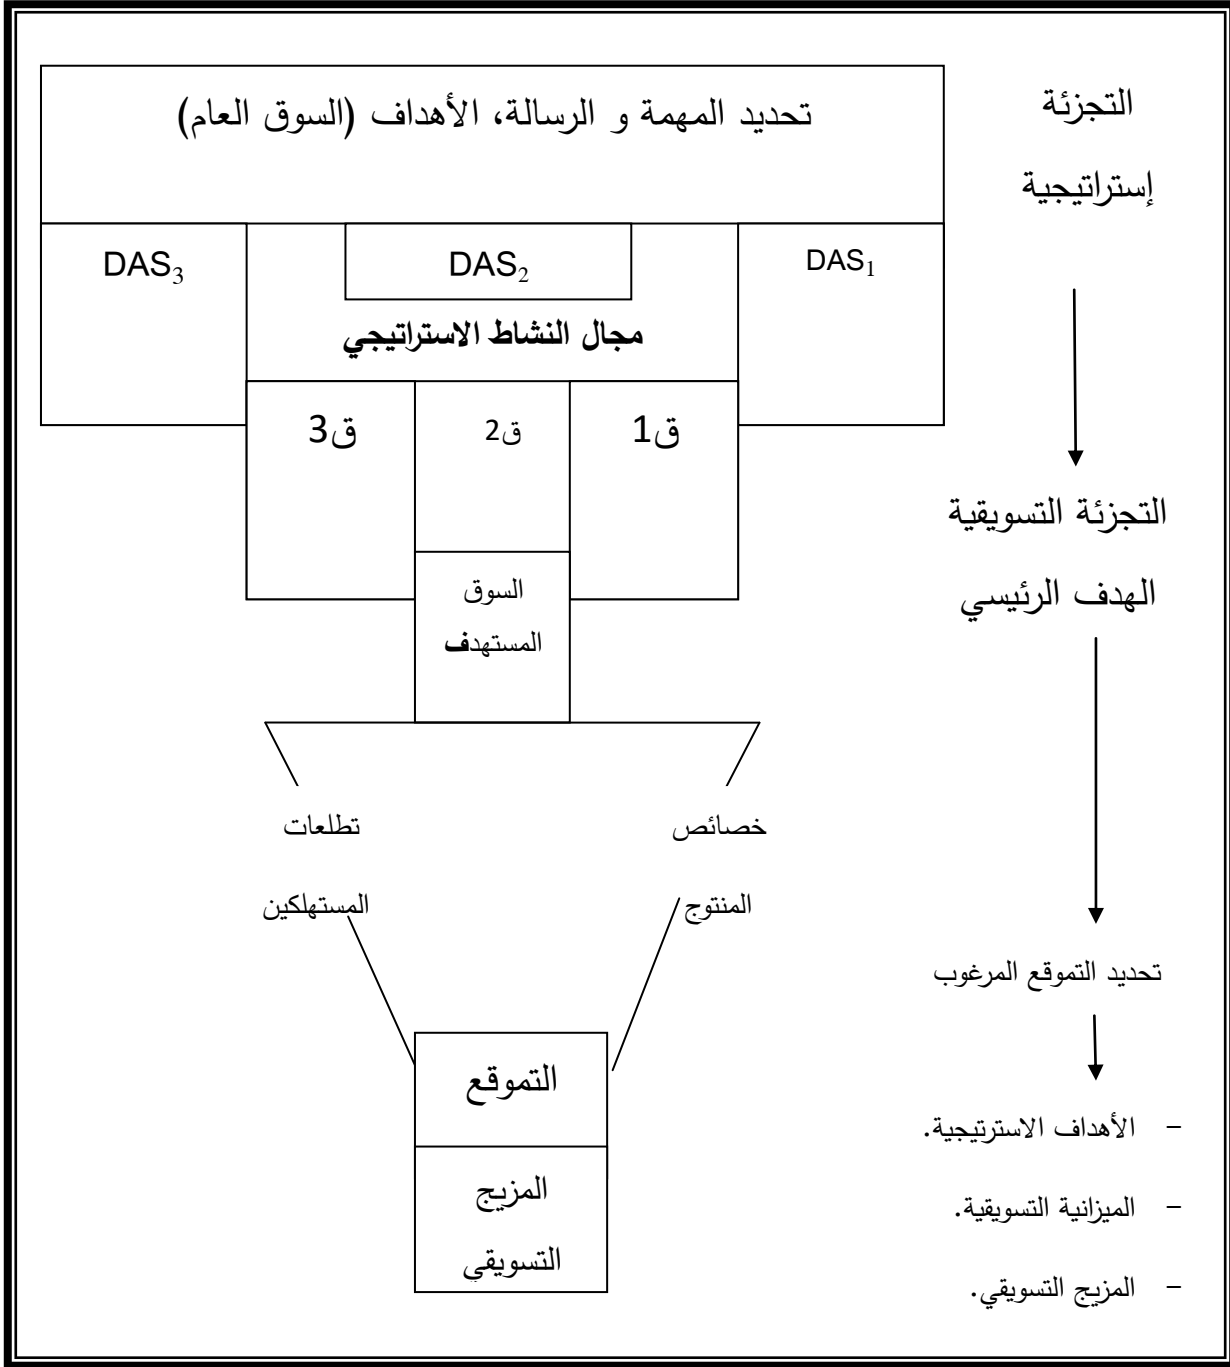 التجزئة
إستراتيجية
تحديد المهمة و الرسالة، الأهداف (السوق العام)
DAS₁
DAS₂
DAS₃
مجال النشاط الاستراتيجي
ق1
ق2
ق3
التجزئة التسويقية
الهدف الرئيسي
السوق
المستهدف
خصائص
المنتوج
تطلعات
المستهلكين
تحديد التموقع المرغوب
التموقع
المزيج
التسويقي
- الأهداف الاسترتيجية.
- الميزانية التسويقية.
- المزيج التسويقي.